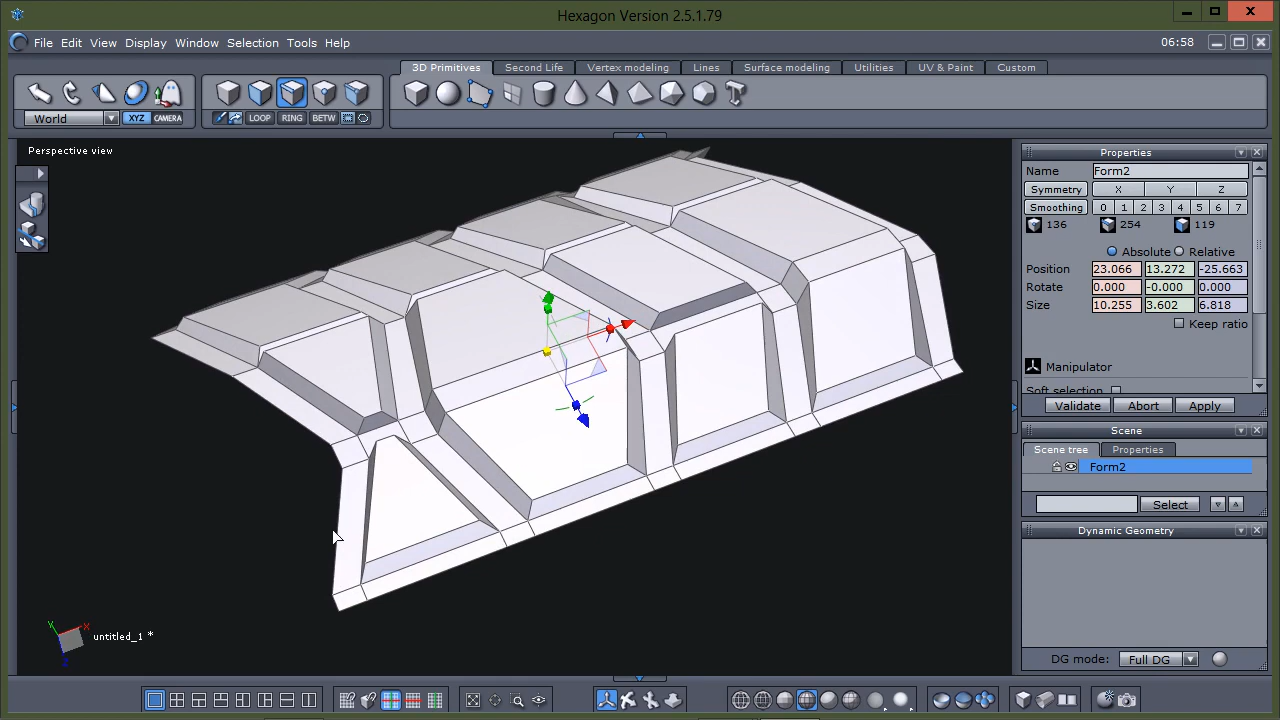 Hexagon Version 2.5.1.79
File Edit View Display Window Selection Tools Help
06:58
3D Primitives Second Life Vertex modeling Lines Surface modeling Utilities UV & Paint Custom
World XYZ CAMERA LOOP RING BETW
Perspective view
Properties
Name Form2
Symmetry X Y Z
Smoothing 0 1 2 3 4 5 6 7
136 254 119
Absolute Relative
Position 23.066 13.272 -25.663
Rotate 0.000 -0.000 0.000
Size 10.255 3.602 6.818
Keep ratio
Manipulator
Soft selection
Validate Abort Apply
Scene
Scene tree Properties
Form2
Select
Dynamic Geometry
Y X
Z
untitled_1 *
DG mode: Full DG